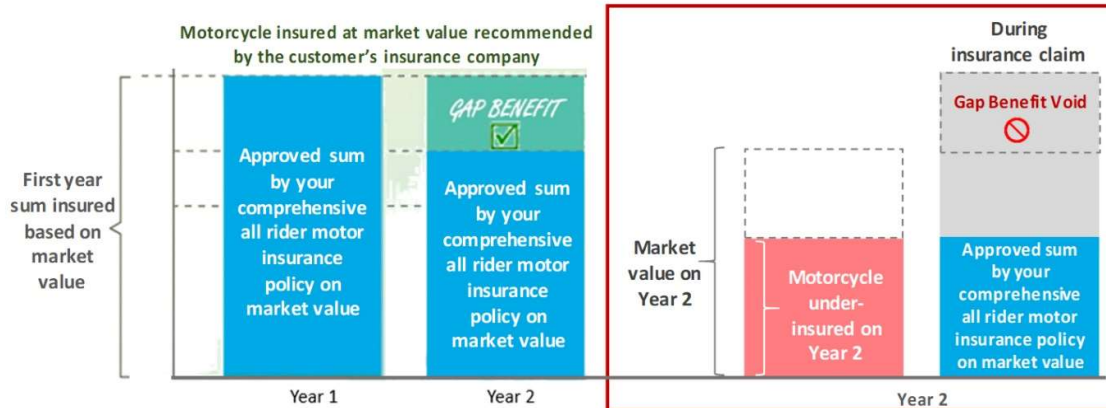 Motorcycle insured at market value recommended
by the customer's insurance company
First year
sum insured
based on
market
value
Approved sum
by your
comprehensive
all rider motor
insurance
policy on
market value
GAP BENEFIT
Approved sum
by your
comprehensive
all rider motor
insurance
policy on
market value
Year 1
Year 2
During
insurance claim
Gap Benefit Void
Market
value on
Year 2
Motorcycle
under-
insured on
Year 2
Approved sum
by your
comprehensive
all rider motor
insurance policy
on market value
Year 2